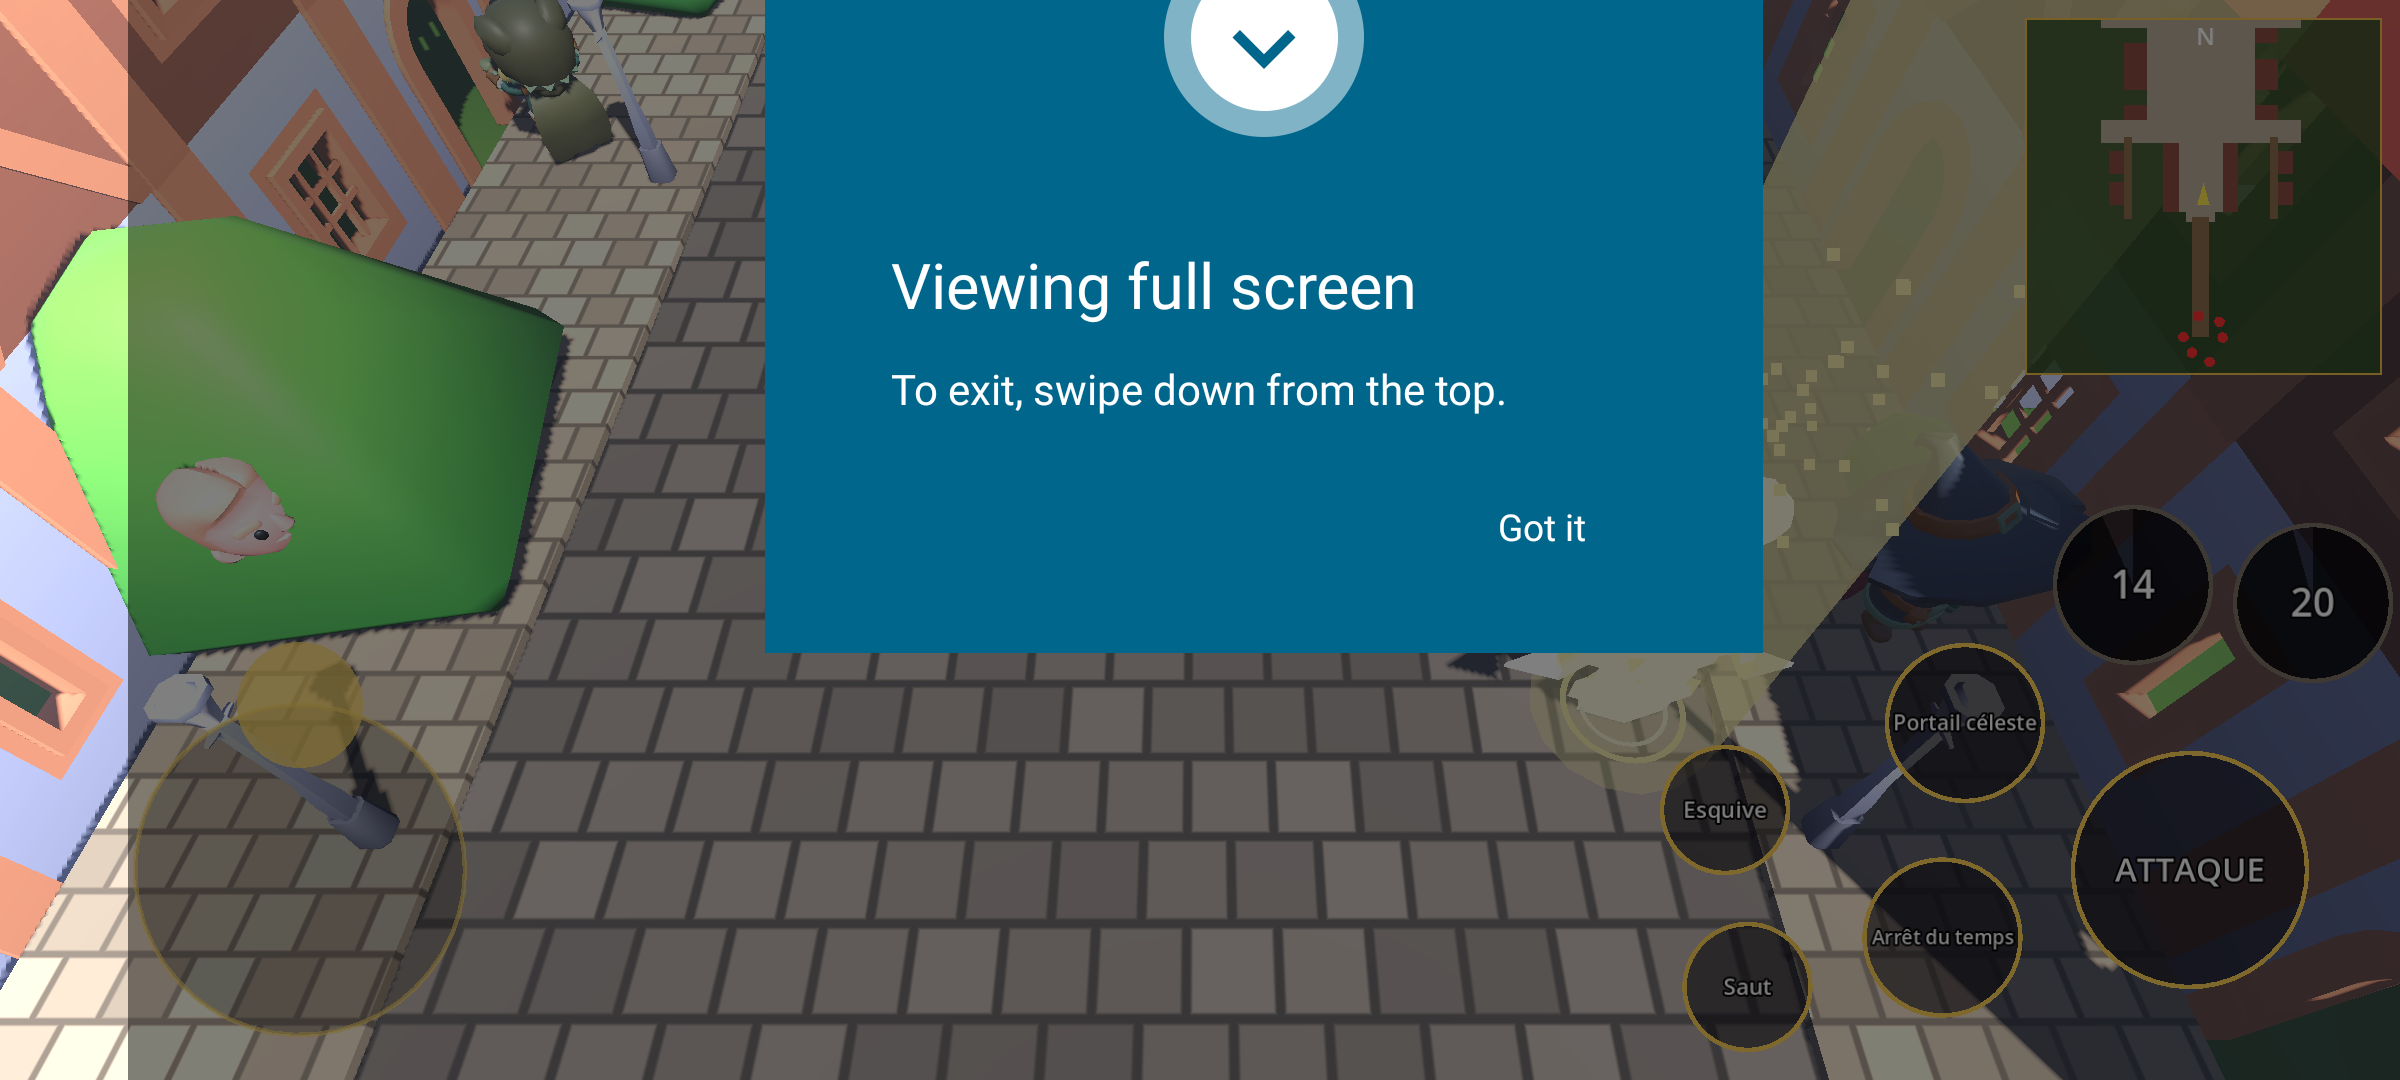 N
Viewing full screen
To exit, swipe down from the top.
Got it
14
20
Portail céleste
Esquive
ATTAQUE
Arrêt du temps
Saut